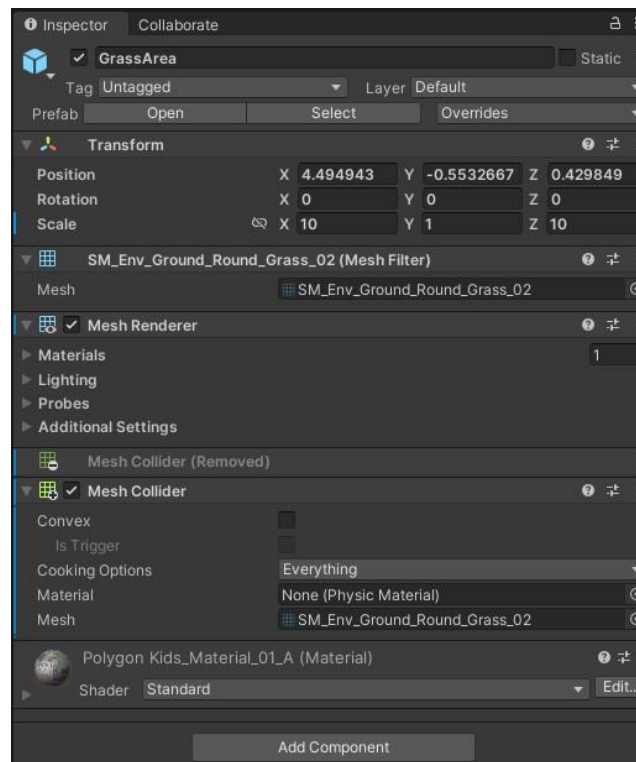 Inspector Collaborate
GrassArea Static
Tag Untagged Layer Default
Prefab Open Select Overrides
Transform
Position X 4.494943 Y -0.5532667 Z 0.429849
Rotation X 0 Y 0 Z 0
Scale X 10 Y 1 Z 10
SM_Env_Ground_Round_Grass_02 (Mesh Filter)
Mesh SM_Env_Ground_Round_Grass_02
Mesh Renderer
Materials 1
Lighting
Probes
Additional Settings
Mesh Collider (Removed)
Mesh Collider
Convex
Is Trigger
Cooking Options Everything
Material None (Physic Material)
Mesh SM_Env_Ground_Round_Grass_02
Polygon Kids_Material_01_A (Material)
Shader Standard Edit...
Add Component